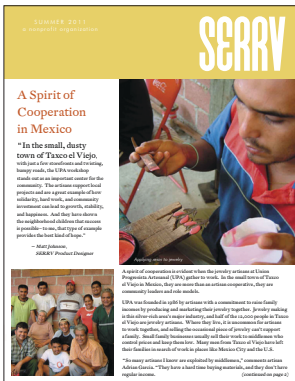 SUMMER 2011
a nonprofit organization
SERRV
A Spirit of
Cooperation
in Mexico
"In the small, dusty
town of Taxco el Viejo,
with just a few storefronts and twisting,
bumpy roads, the UPA workshop
stands out as an important center for the
community. The artisans support local
projects and are a great example of how
solidarity, hard work, and community
investment can lead to growth, stability,
and happiness. And they have shown
the neighborhood children that success
is possible—to me, that type of example
provides the best kind of hope."
— Matt Johnson,
SERRV Product Designer
Applying resin to jewelry
A spirit of cooperation is evident when the jewelry artisans at Union
Progresista Artesanal (UPA) gather to work. In the small town of Taxco
el Viejo in Mexico, they are more than an artisan cooperative, they are
community leaders and role models.
UPA was founded in 1986 by artisans with a commitment to raise family
incomes by producing and marketing their jewelry together. Jewelry making
is this silver-rich area's major industry, and half of the 12,000 people in Taxco
el Viejo are jewelry artisans. Where they live, it is uncommon for artisans
to work together, and selling the occasional piece of jewelry can't support
a family. Small family businesses usually sell their work to middlemen who
control prices and keep them low. Many men from Taxco el Viejo have left
their families in search of work in places like Mexico City and the U.S.
"So many artisans I know are exploited by middlemen," comments artisan
Adrian Garcia. "They have a hard time buying materials, and they don't have
regular income. (continued on page 2)